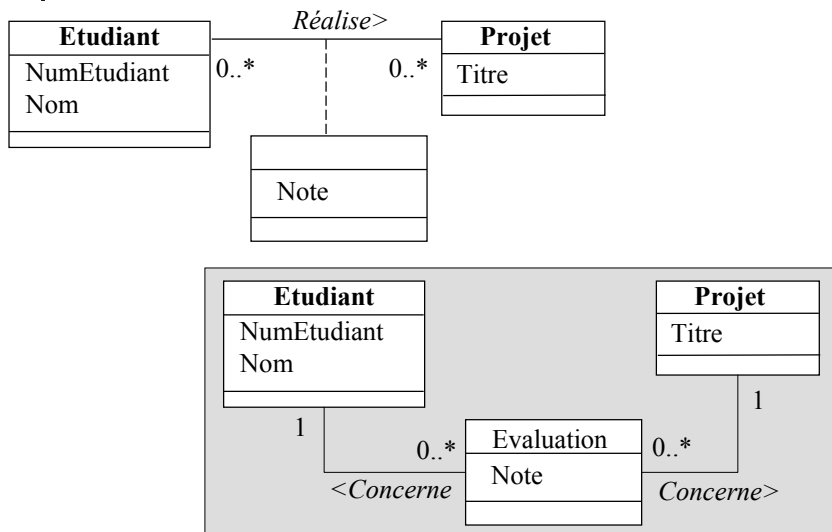 Réalise>
Etudiant
Projet
NumEtudiant
0..*
0..*
Titre
Nom
Note
Etudiant
Projet
NumEtudiant
Titre
Nom
1
1
0..*
Evaluation
0..*
<Concerne
Note
Concerne>